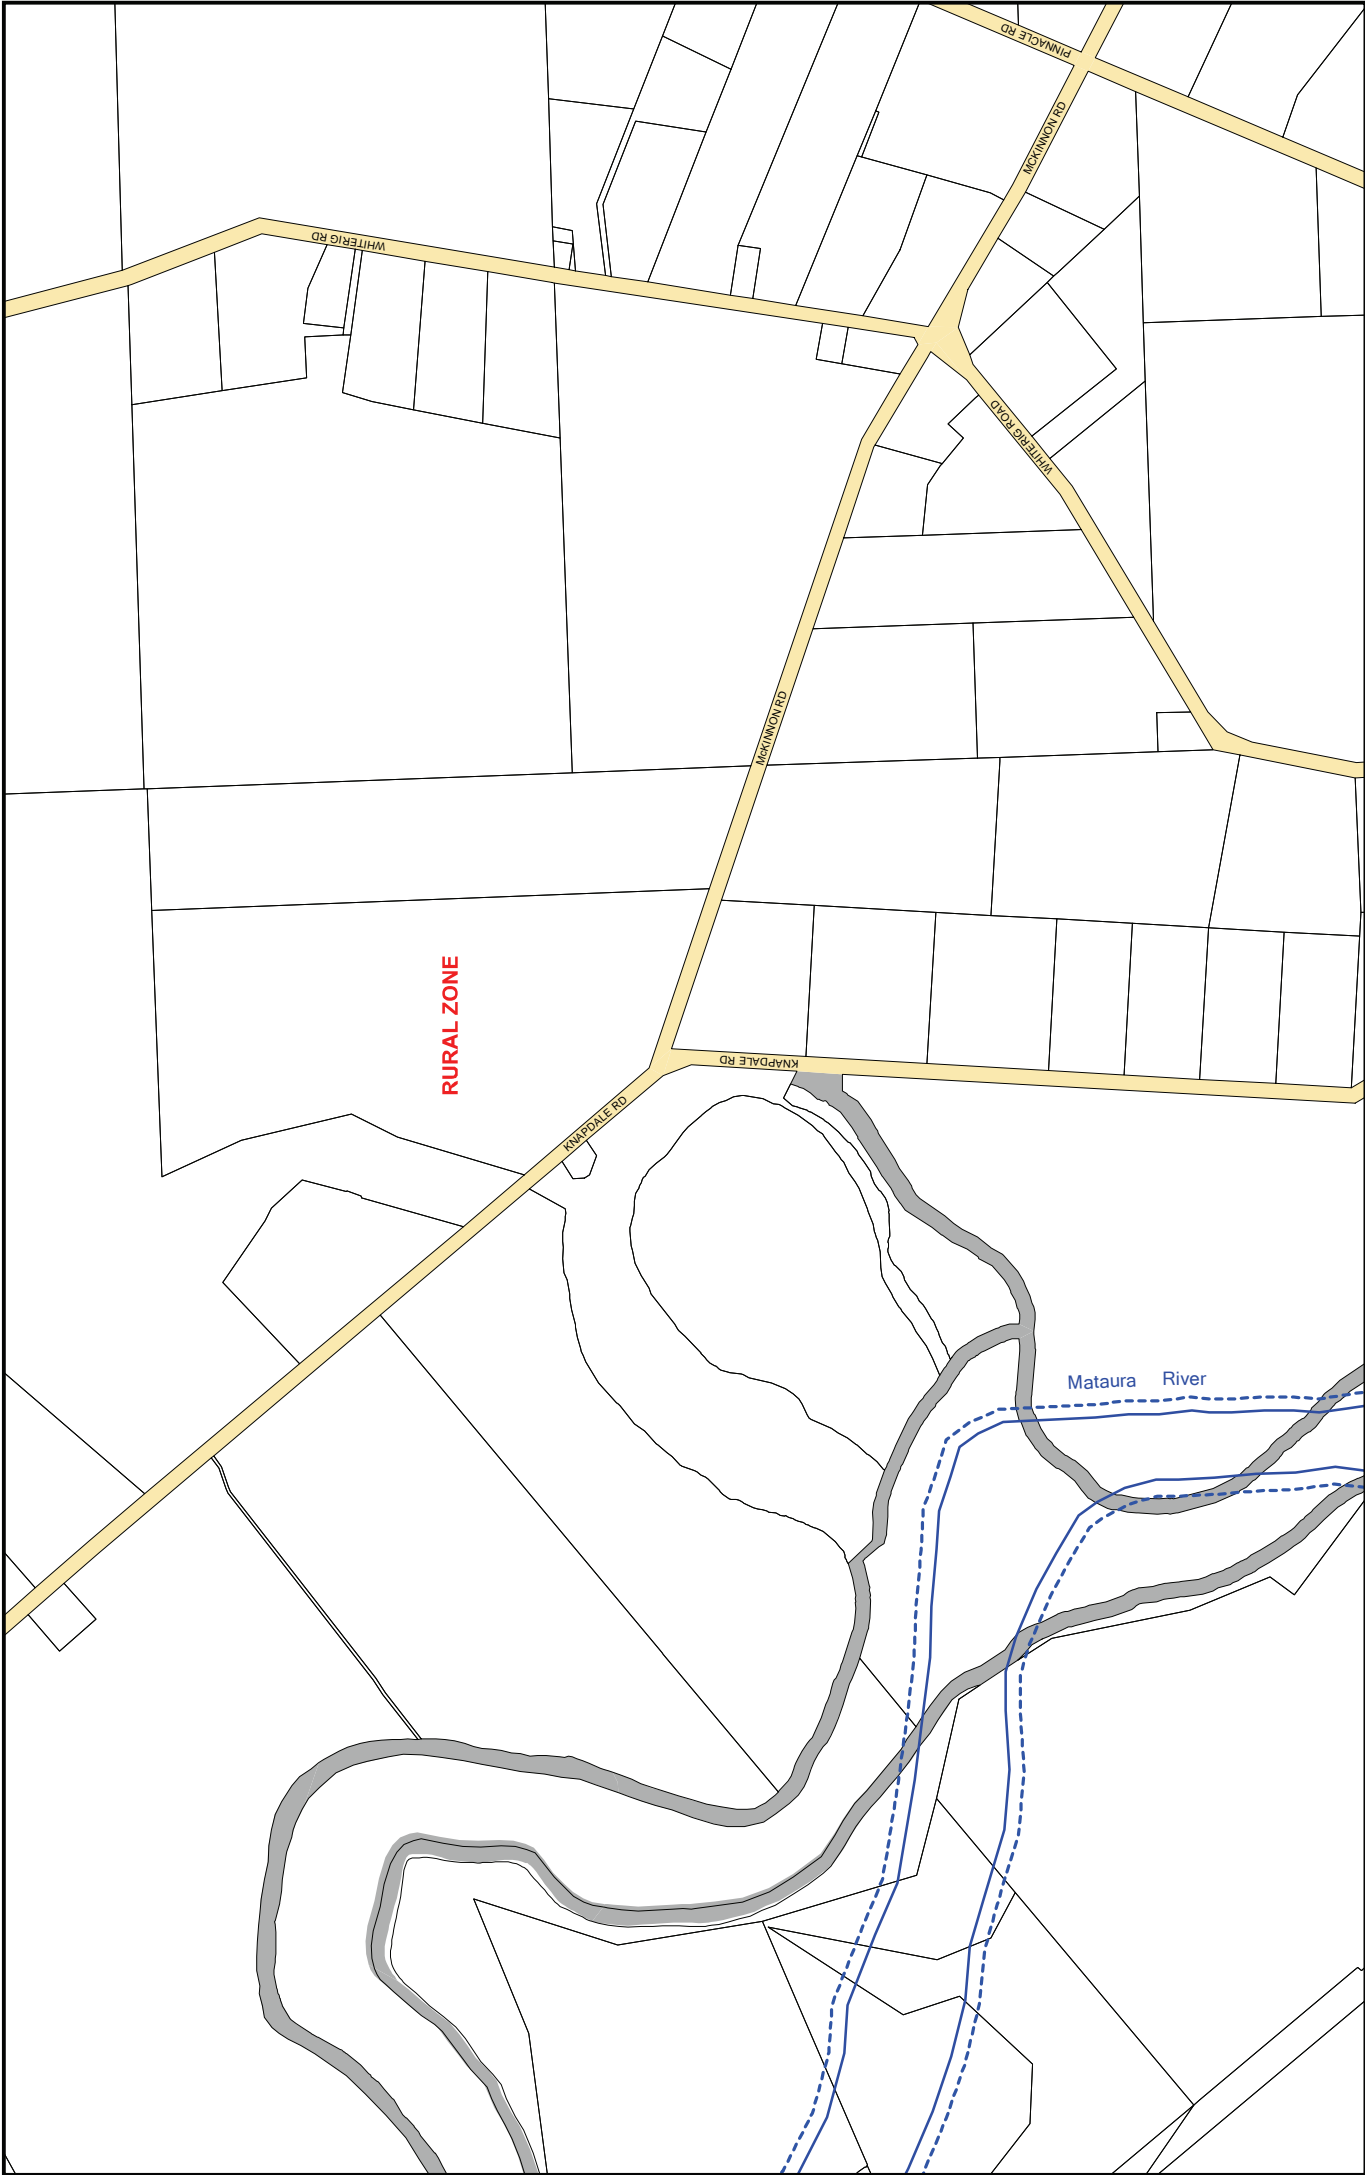 PINNACLE RD
MCKINNON RD
WHITERIG RD
WHITERIG ROAD
McKINNON RD
RURAL ZONE
KNAPDALE RD
KNAPDALE RD
Mataura River